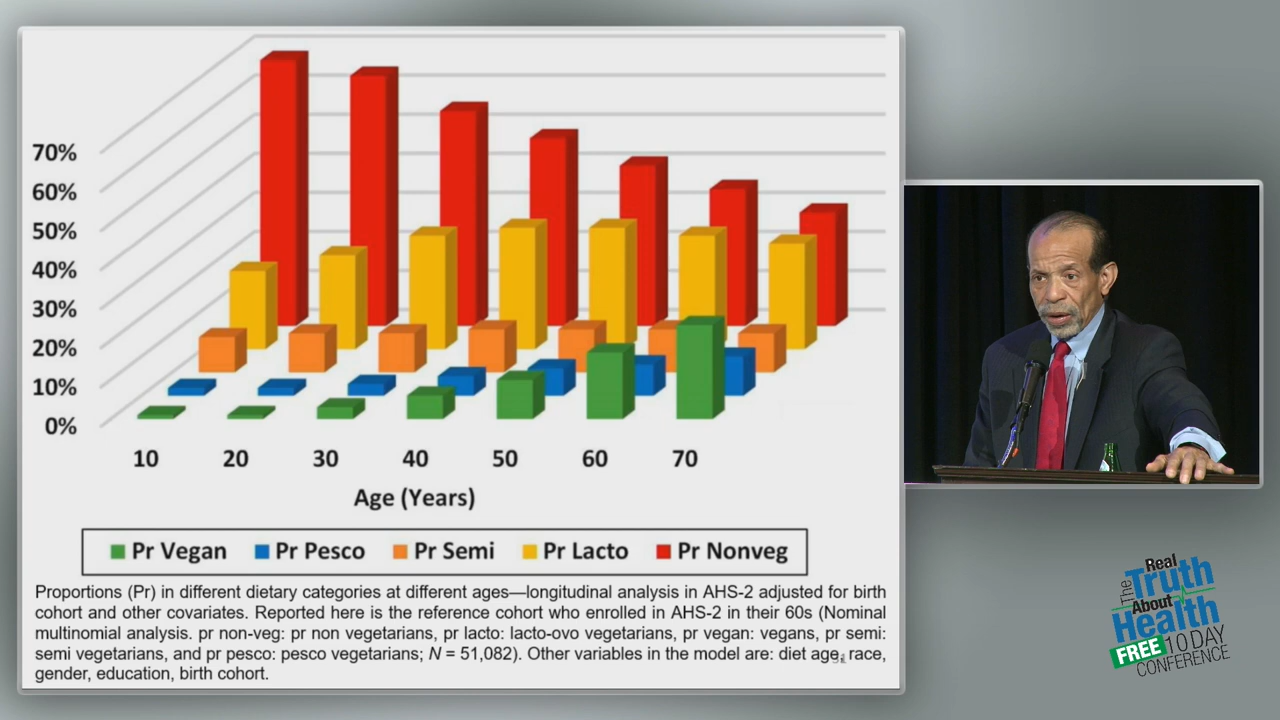 70%
60%
50%
40%
30%
20%
10%
0%
10 20 30 40 50 60 70
Age (Years)
Pr Vegan Pr Pesco Pr Semi Pr Lacto Pr Nonveg
Proportions (Pr) in different dietary categories at different ages—longitudinal analysis in AHS-2 adjusted for birth
cohort and other covariates. Reported here is the reference cohort who enrolled in AHS-2 in their 60s (Nominal
multinomial analysis. pr non-veg: pr non vegetarians, pr lacto: lacto-ovo vegetarians, pr vegan: vegans, pr semi:
semi vegetarians, and pr pesco: pesco vegetarians; N = 51,082). Other variables in the model are: diet age, race,
gender, education, birth cohort.
The Real
Truth
About
Health
FREE 10 DAY
CONFERENCE